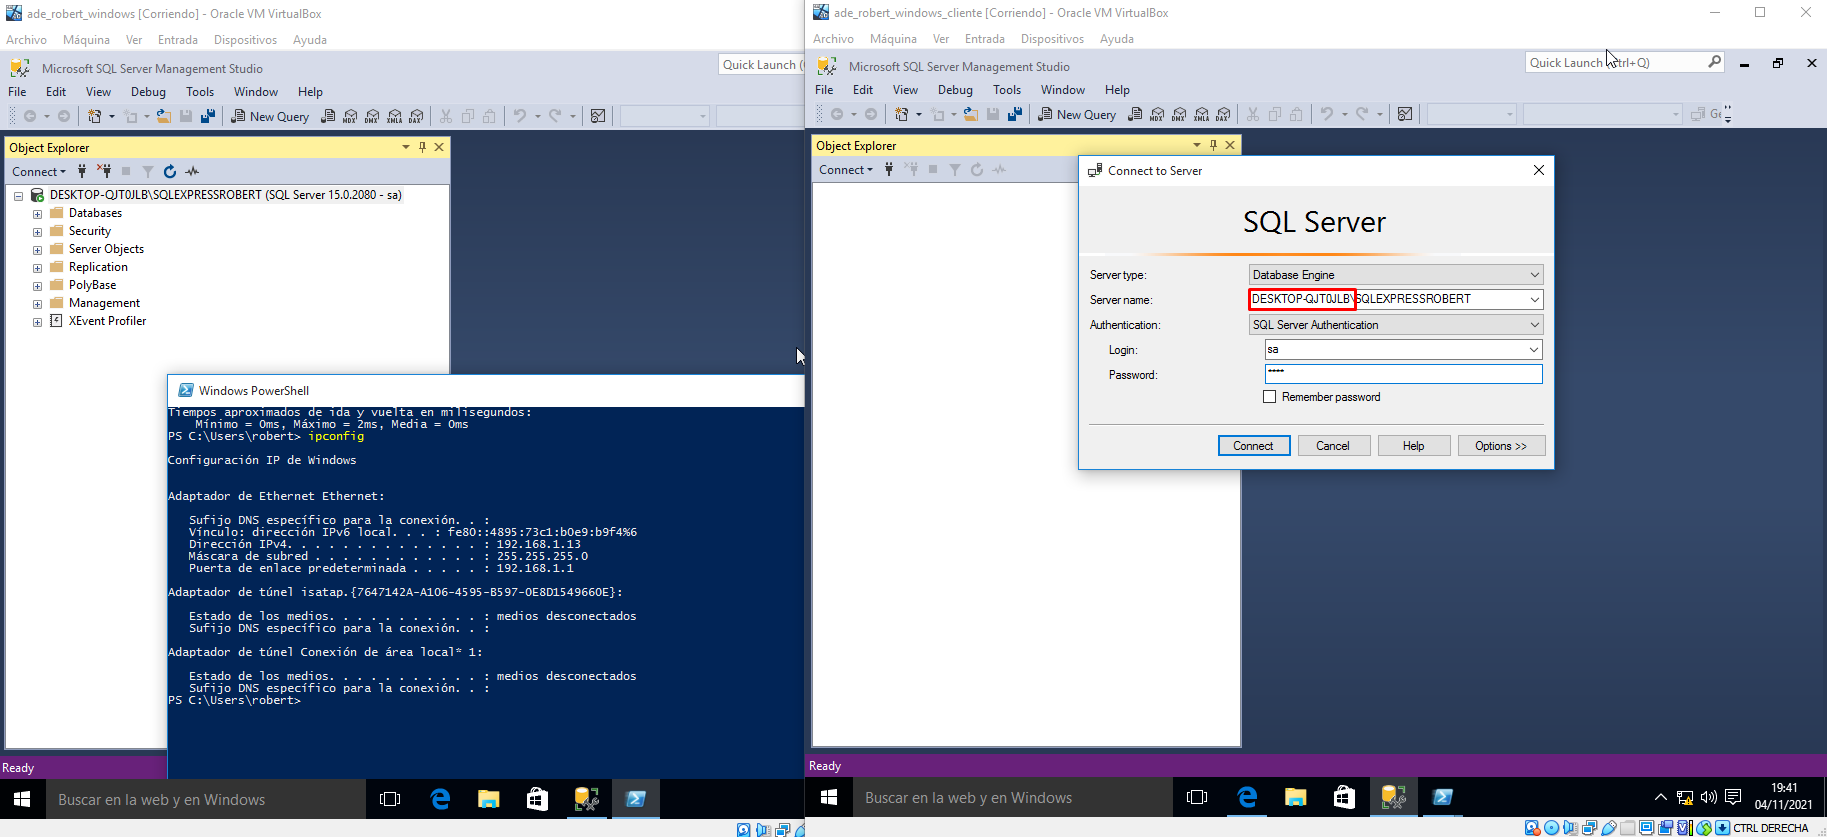 ade_robert_windows [Corriendo] - Oracle VM VirtualBox
Archivo Máquina Ver Entrada Dispositivos Ayuda
Microsoft SQL Server Management Studio
Quick Launch (
File Edit View Debug Tools Window Help
New Query
MDX DMX XMLA DAX
Object Explorer
Connect
DESKTOP-QJT0JLB\SQLEXPRESSROBERT (SQL Server 15.0.2080 - sa)
Databases
Security
Server Objects
Replication
PolyBase
Management
XEvent Profiler
Windows PowerShell
Tiempos aproximados de ida y vuelta en milisegundos:
Mínimo = 0ms, Máximo = 2ms, Media = 0ms
PS C:\Users\robert> ipconfig
Configuración IP de Windows
Adaptador de Ethernet Ethernet:
Sufijo DNS específico para la conexión. . :
Vínculo: dirección IPv6 local. . . : fe80::4895:73c1:b0e9:b9f4%6
Dirección IPv4. . . . . . . . . . . . . . : 192.168.1.13
Máscara de subred . . . . . . . . . . . . : 255.255.255.0
Puerta de enlace predeterminada . . . . . : 192.168.1.1
Adaptador de túnel isatap.{7647142A-A106-4595-B597-0E8D1549660E}:
Estado de los medios. . . . . . . . . . . : medios desconectados
Sufijo DNS específico para la conexión. . :
Adaptador de túnel Conexión de área local* 1:
Estado de los medios. . . . . . . . . . . : medios desconectados
Sufijo DNS específico para la conexión. . :
PS C:\Users\robert>
Ready
Buscar en la web y en Windows
ade_robert_windows_cliente [Corriendo] - Oracle VM VirtualBox
Archivo Máquina Ver Entrada Dispositivos Ayuda
Microsoft SQL Server Management Studio
Quick Launch trl+Q)
File Edit View Debug Tools Window Help
New Query
MDX DMX XMLA DAX
Object Explorer
Connect
Connect to Server
SQL Server
Server type: Database Engine
Server name: DESKTOP-QJT0JLB\SQLEXPRESSROBERT
Authentication: SQL Server Authentication
Login: sa
Password: ****
Remember password
Connect Cancel Help Options >>
Ready
Buscar en la web y en Windows
19:41
04/11/2021
CTRL DERECHA